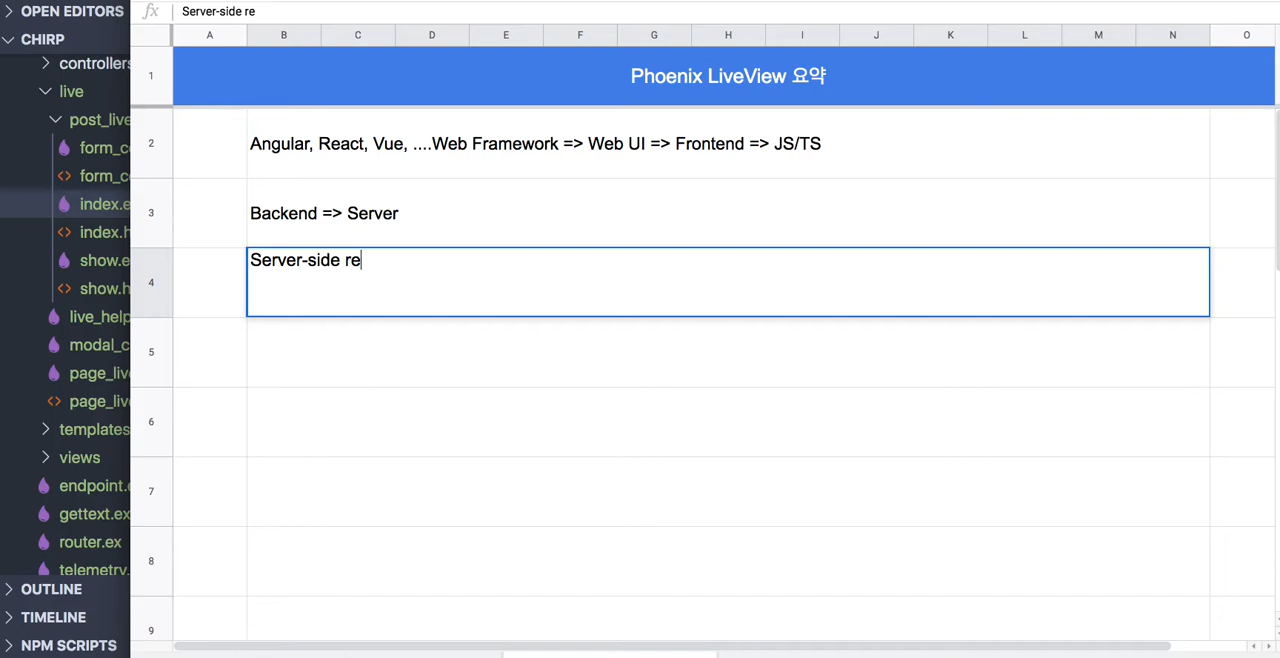 OPEN EDITORS
CHIRP
controllers
live
post_live
form_c
form_c
index.e
index.h
show.e
show.h
live_help
modal_c
page_live
page_live
templates
views
endpoint.
gettext.ex
router.ex
telemetry.
OUTLINE
TIMELINE
NPM SCRIPTS
fx Server-side re
A B C D E F G H I J K L M N O
1 Phoenix LiveView 요약
2 Angular, React, Vue, ....Web Framework => Web UI => Frontend => JS/TS
3 Backend => Server
4 Server-side re
5
6
7
8
9